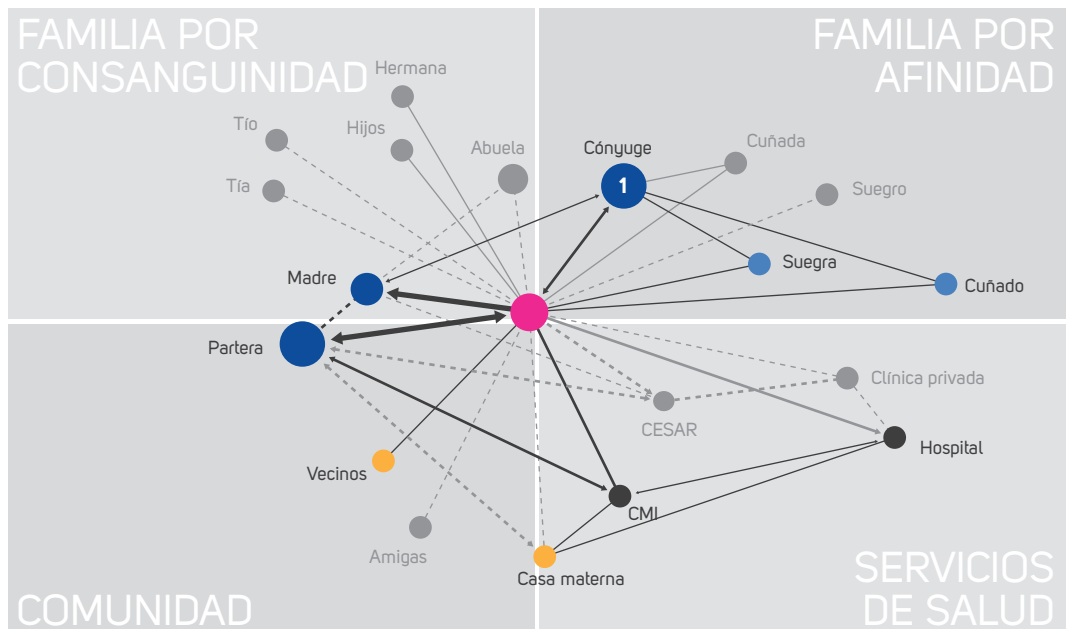 FAMILIA POR
CONSANGUINIDAD
FAMILIA POR
AFINIDAD
Hermana
Tío
Hijos
Abuela
Tía
Madre
Cónyuge
1
Cuñada
Suegro
Suegra
Cuñado
Partera
Vecinos
Amigas
COMUNIDAD
Clínica privada
CESAR
Hospital
CMI
Casa materna
SERVICIOS
DE SALUD